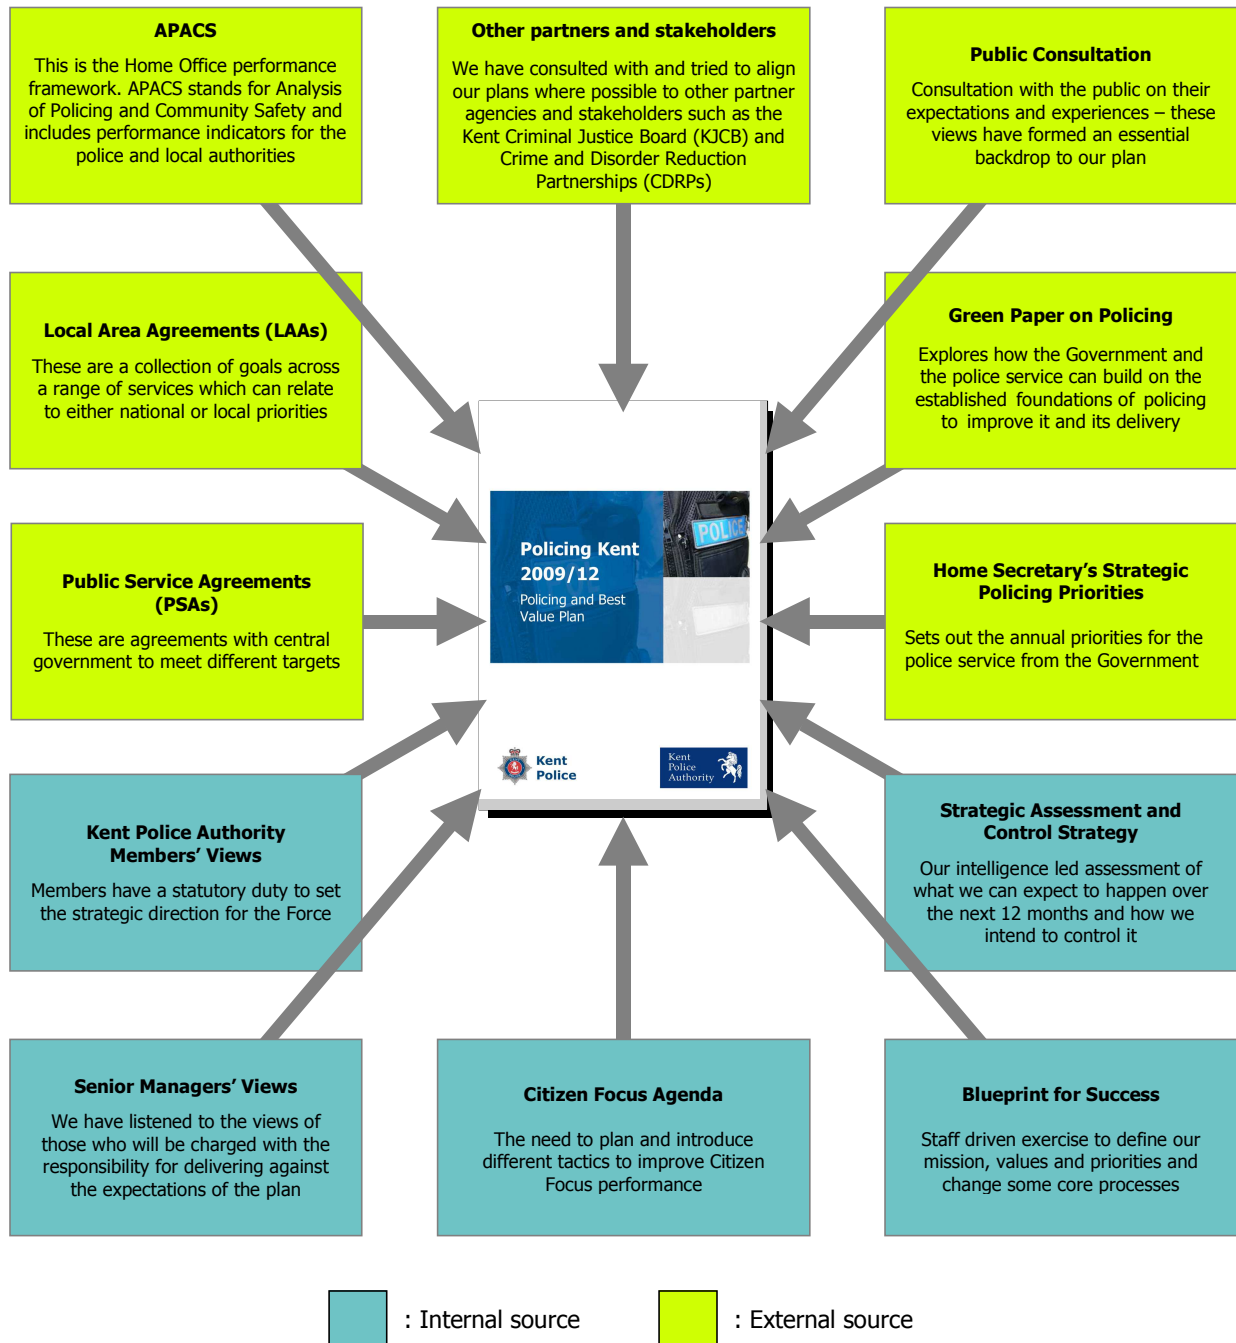 APACS
This is the Home Office performance
framework. APACS stands for Analysis
of Policing and Community Safety and
includes performance indicators for the
police and local authorities
Other partners and stakeholders
We have consulted with and tried to align
our plans where possible to other partner
agencies and stakeholders such as the
Kent Criminal Justice Board (KJCB) and
Crime and Disorder Reduction
Partnerships (CDRPs)
Public Consultation
Consultation with the public on their
expectations and experiences – these
views have formed an essential
backdrop to our plan
Local Area Agreements (LAAs)
These are a collection of goals across
a range of services which can relate
to either national or local priorities
Green Paper on Policing
Explores how the Government and
the police service can build on the
established foundations of policing
to improve it and its delivery
Public Service Agreements
(PSAs)
These are agreements with central
government to meet different targets
POLICE
Policing Kent
2009/12
Policing and Best
Value Plan
Home Secretary's Strategic
Policing Priorities
Sets out the annual priorities for the
police service from the Government
Kent
Police
Kent
Police
Authority
Kent Police Authority
Members' Views
Members have a statutory duty to set
the strategic direction for the Force
Strategic Assessment and
Control Strategy
Our intelligence led assessment of
what we can expect to happen over
the next 12 months and how we
intend to control it
Senior Managers' Views
We have listened to the views of
those who will be charged with the
responsibility for delivering against
the expectations of the plan
Citizen Focus Agenda
The need to plan and introduce
different tactics to improve Citizen
Focus performance
Blueprint for Success
Staff driven exercise to define our
mission, values and priorities and
change some core processes
: Internal source
: External source